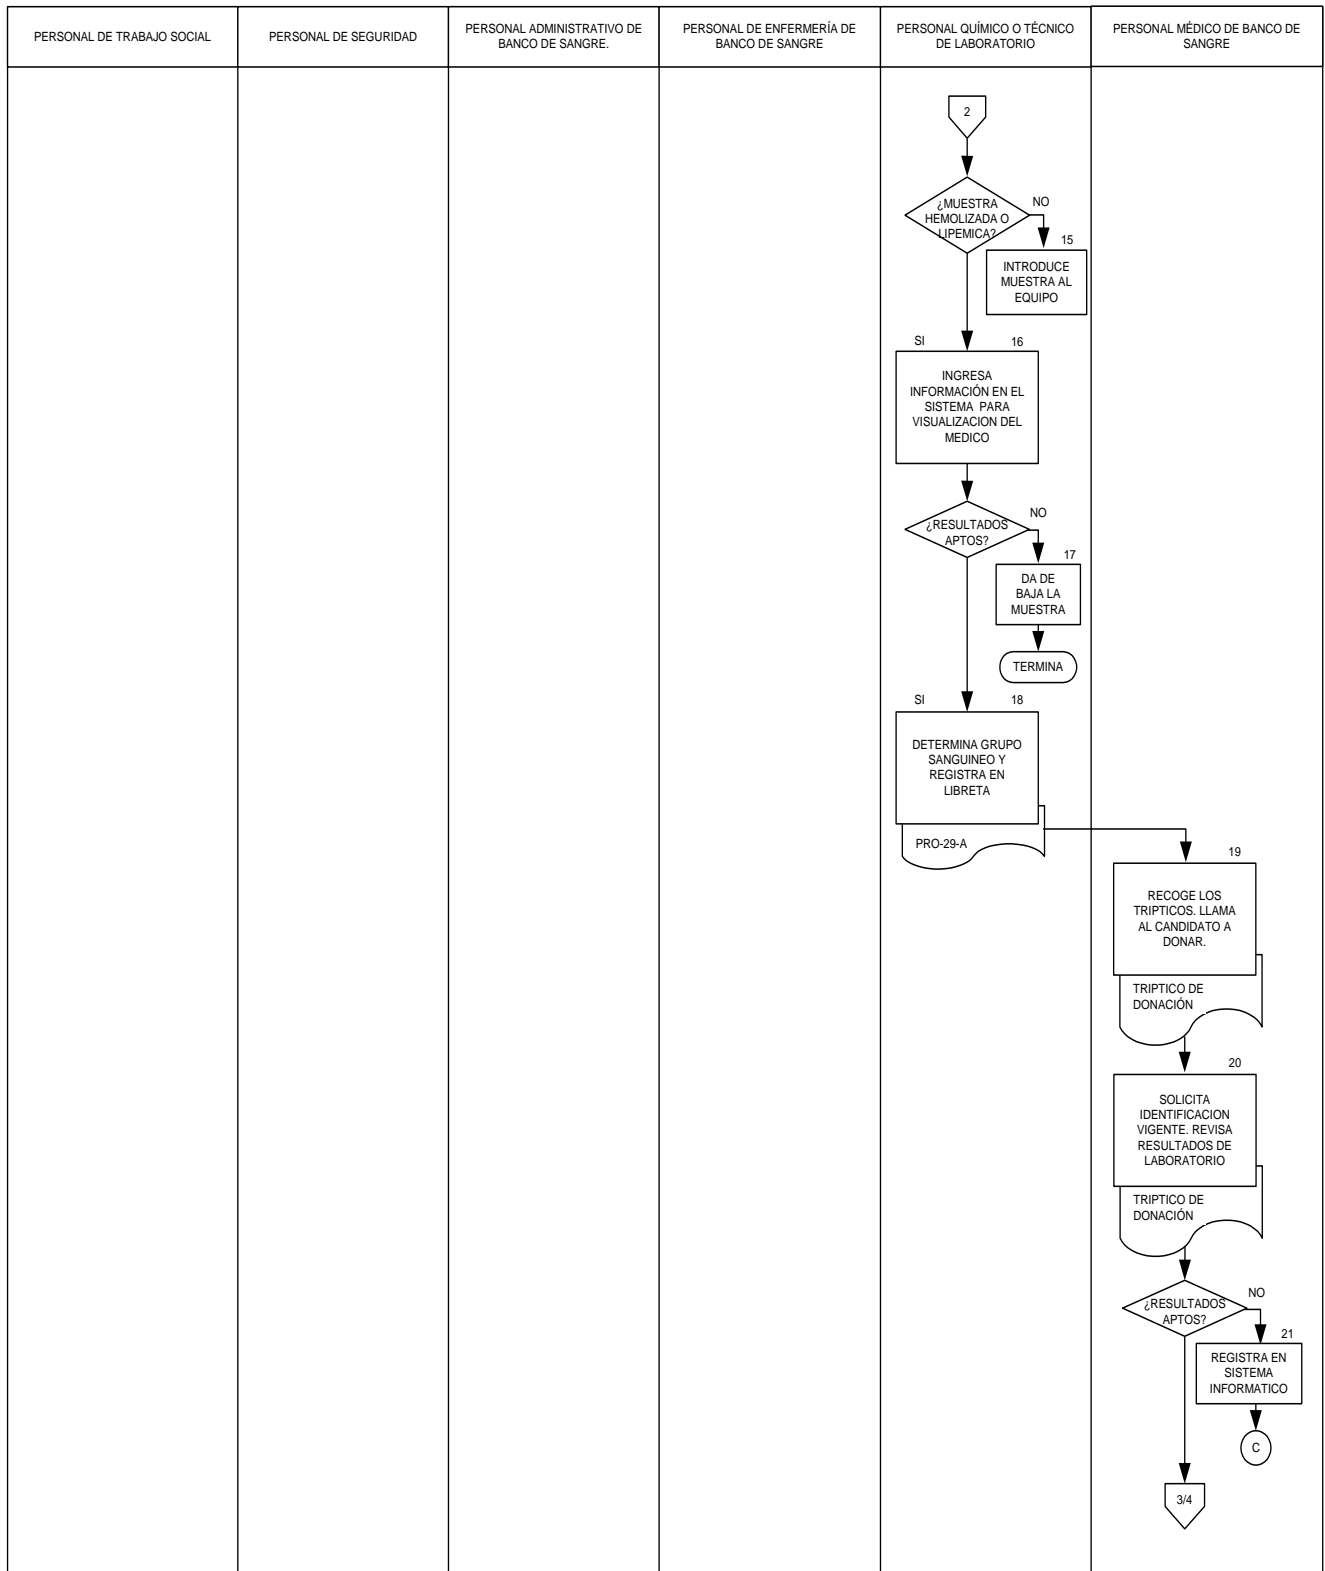 PERSONAL DE TRABAJO SOCIAL
PERSONAL DE SEGURIDAD
PERSONAL ADMINISTRATIVO DE
BANCO DE SANGRE.
PERSONAL DE ENFERMERÍA DE
BANCO DE SANGRE
PERSONAL QUÍMICO O TÉCNICO
DE LABORATORIO
PERSONAL MÉDICO DE BANCO DE
SANGRE
2
¿MUESTRA
HEMOLIZADA O
LIPEMICA?
NO
15
INTRODUCE
MUESTRA AL
EQUIPO
SI
16
INGRESA
INFORMACIÓN EN EL
SISTEMA PARA
VISUALIZACION DEL
MEDICO
¿RESULTADOS
APTOS?
NO
17
DA DE
BAJA LA
MUESTRA
TERMINA
SI
18
DETERMINA GRUPO
SANGUINEO Y
REGISTRA EN
LIBRETA
PRO-29-A
19
RECOGE LOS
TRIPTICOS. LLAMA
AL CANDIDATO A
DONAR.
TRIPTICO DE
DONACIÓN
20
SOLICITA
IDENTIFICACION
VIGENTE. REVISA
RESULTADOS DE
LABORATORIO
TRIPTICO DE
DONACIÓN
¿RESULTADOS
APTOS?
NO
21
REGISTRA EN
SISTEMA
INFORMATICO
C
3/4